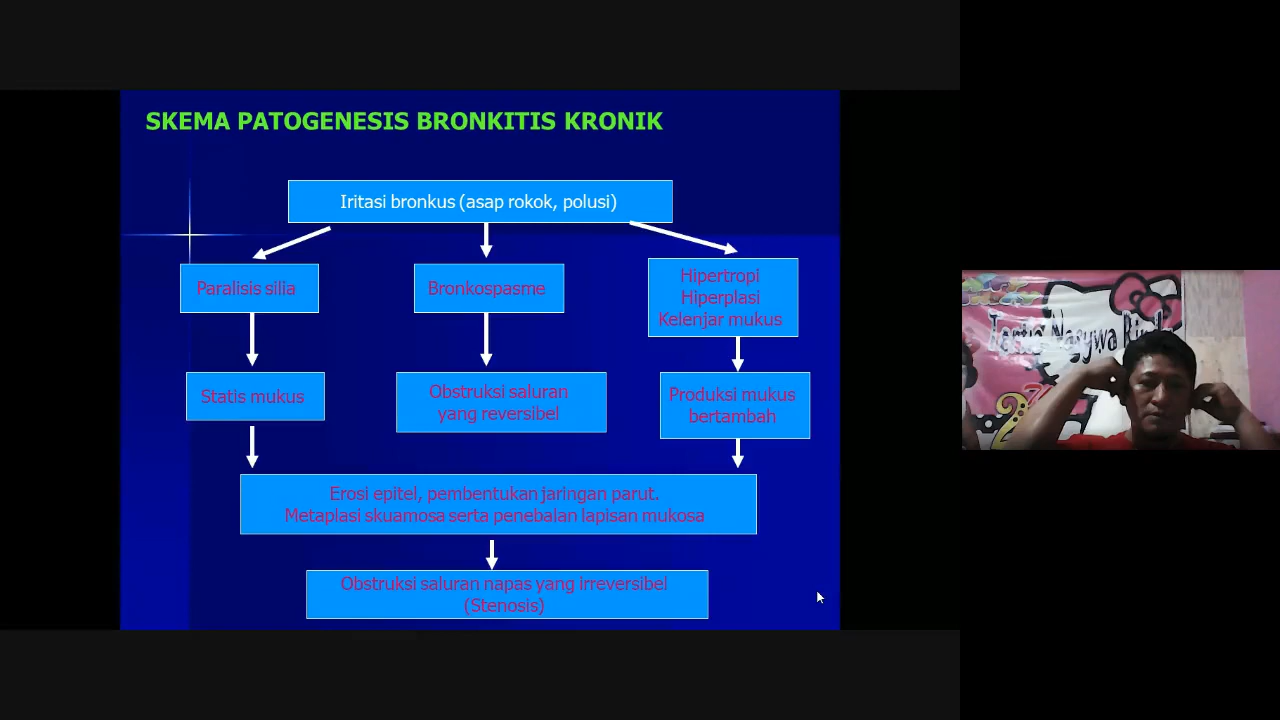 SKEMA PATOGENESIS BRONKITIS KRONIK
Iritasi bronkus (asap rokok, polusi)
Paralisis silia
Bronkospasme
Hipertropi
Hiperplasi
Kelenjar mukus
Statis mukus
Obstruksi saluran
yang reversibel
Produksi mukus
bertambah
Erosi epitel, pembentukan jaringan parut.
Metaplasi skuamosa serta penebalan lapisan mukosa
Obstruksi saluran napas yang irreversibel
(Stenosis)
Nasywa